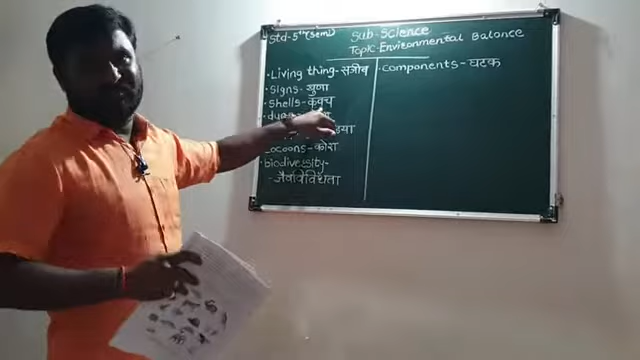 Std-5th (Semi) Sub-Science
Topic-Environmental Balance
• Living thing-सजीव
• Signs-खुणा
• Shells-कवच
• Cocoons-कोश
• biodiversity-
-जैवविविधता
• Components-घटक